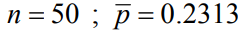 n = 50 ; p̅ = 0.2313